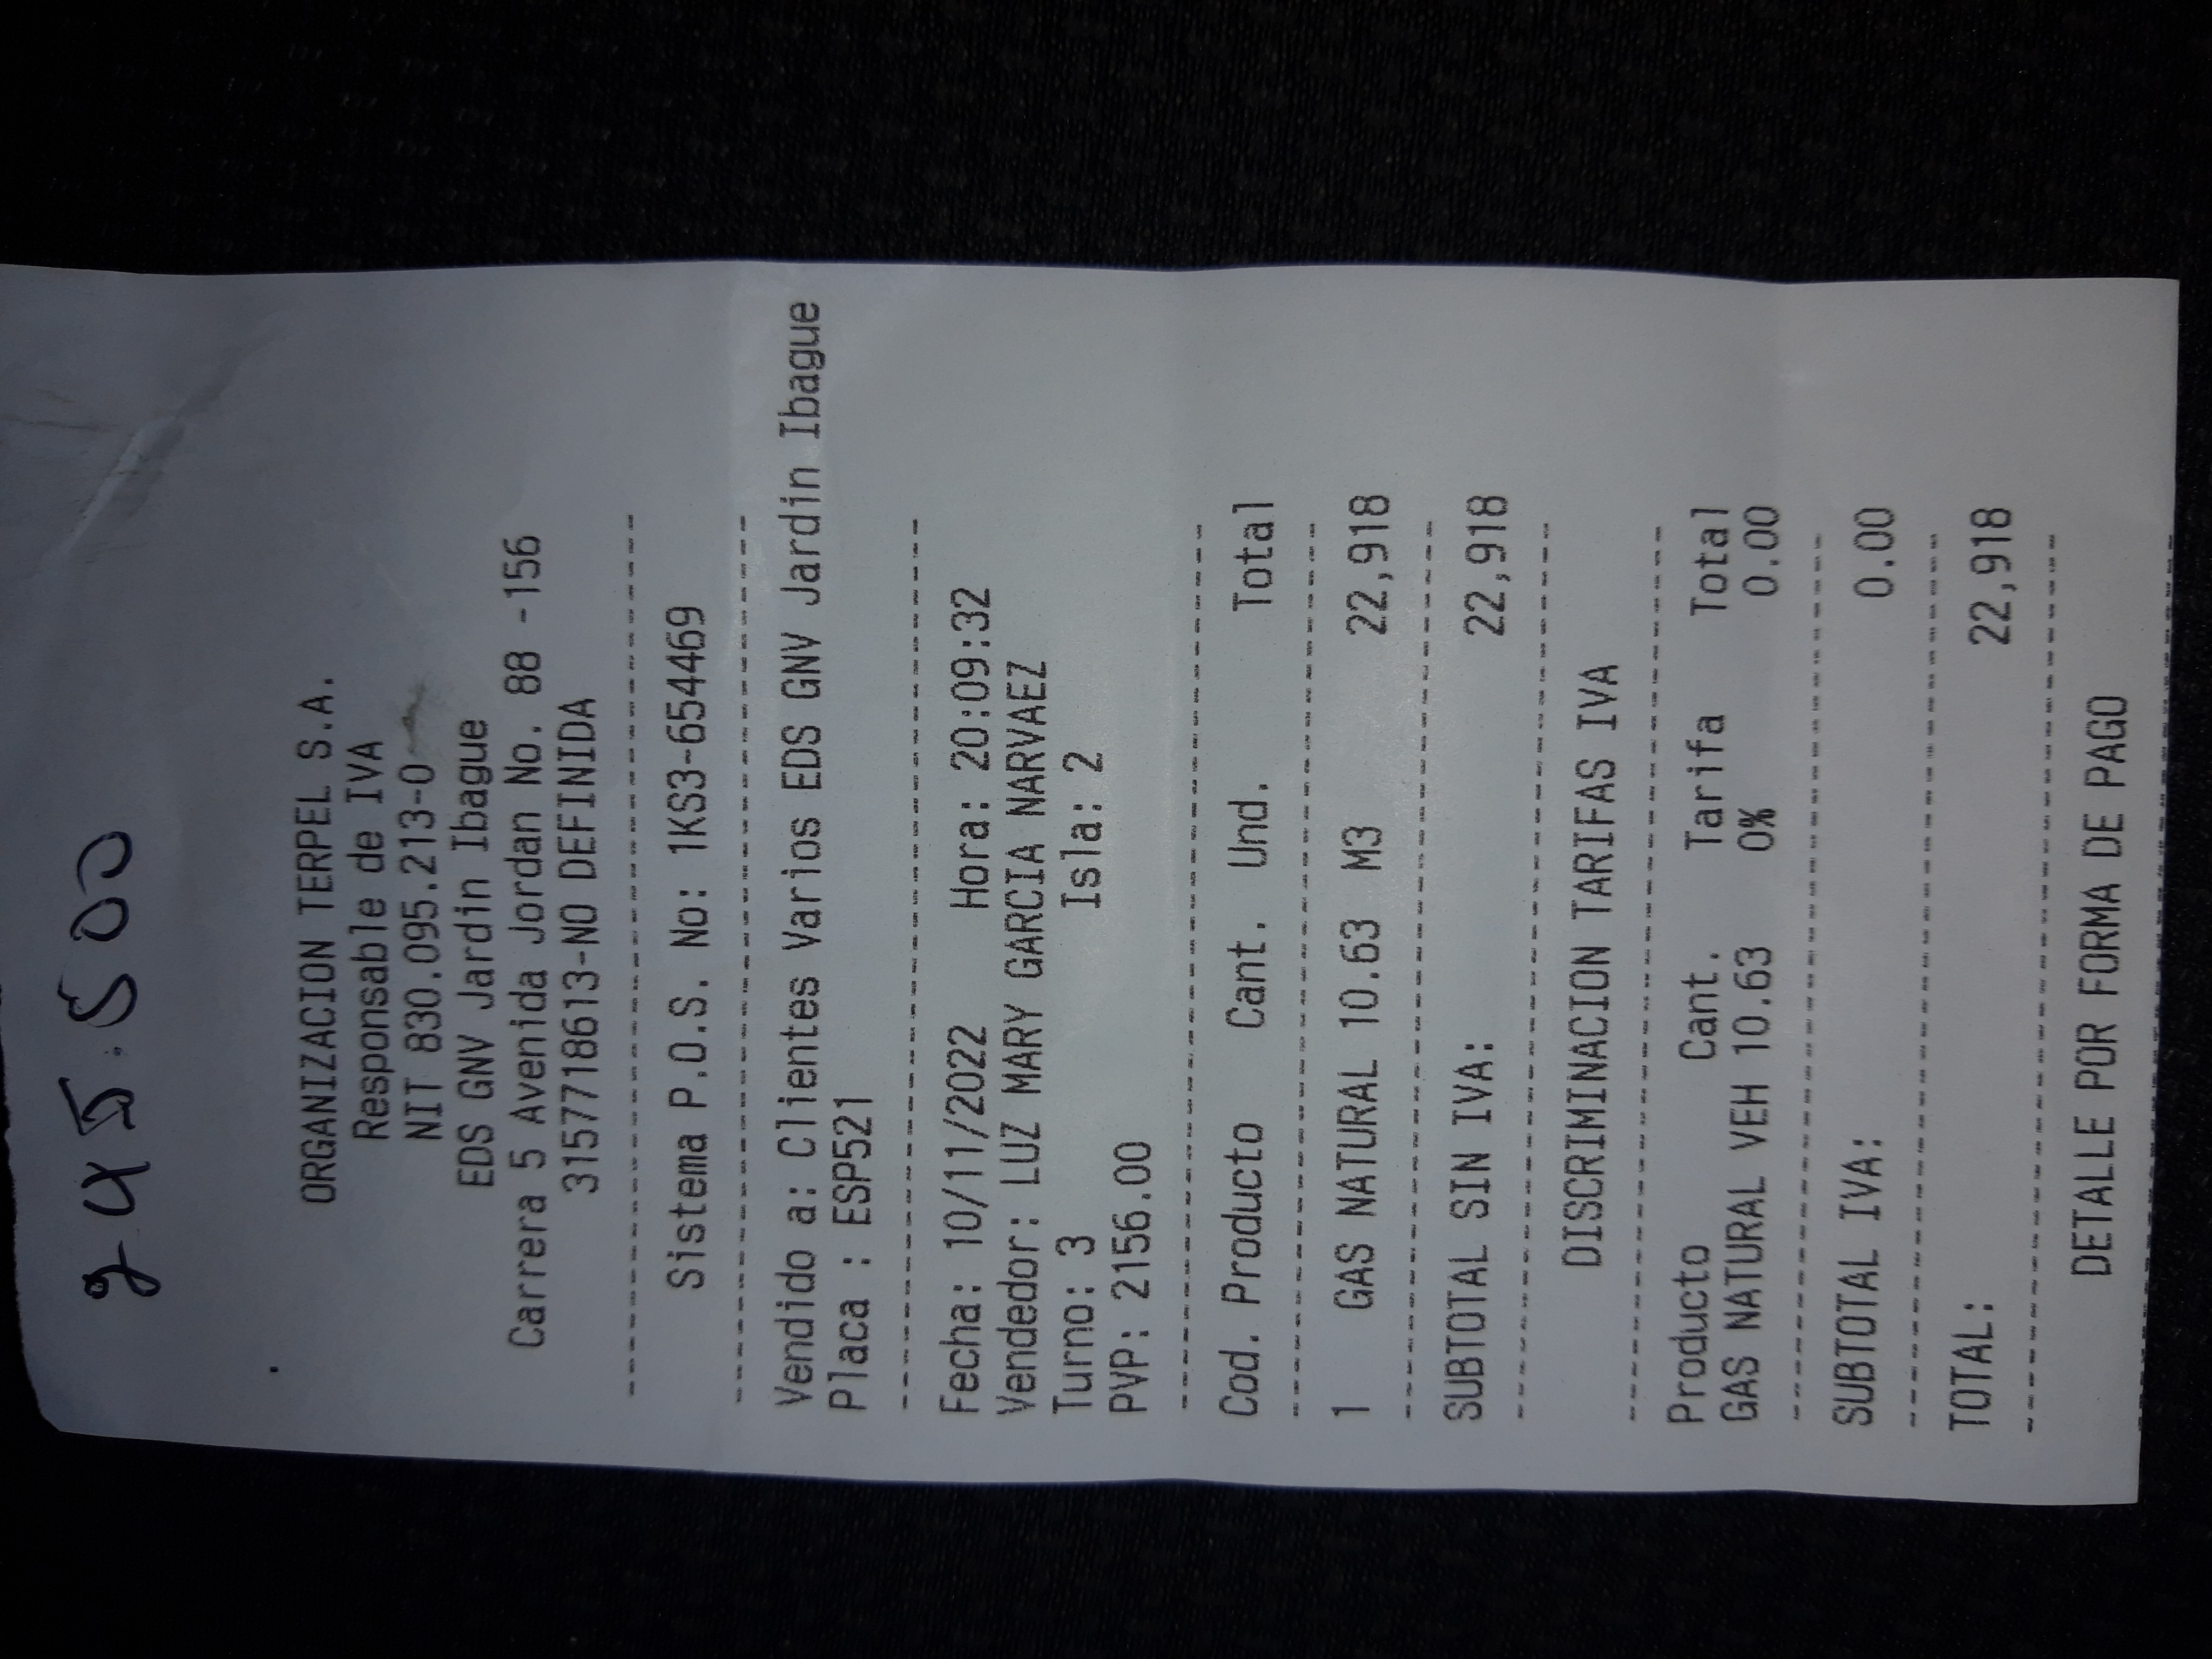 245.500
ORGANIZACION TERPEL S.A.
Responsable de IVA
NIT 830.095.213-0
EDS GNV Jardin Ibague
Carrera 5 Avenida Jordan No. 88 -156
3157718613-NO DEFINIDA
Sistema P.O.S. No: 1KS3-654469
Vendido a: Clientes Varios EDS GNV Jardin Ibague
Placa : ESP521
Fecha: 10/11/2022 Hora: 20:09:32
Vendedor: LUZ MARY GARCIA NARVAEZ
Turno: 3 Isla: 2
PVP: 2156.00
Cod. Producto Cant. Und. Total
1 GAS NATURAL 10.63 M3 22,918
SUBTOTAL SIN IVA: 22,918
DISCRIMINACION TARIFAS IVA
Producto Cant. Tarifa Total
GAS NATURAL VEH 10.63 0% 0.00
SUBTOTAL IVA: 0.00
TOTAL: 22,918
DETALLE POR FORMA DE PAGO